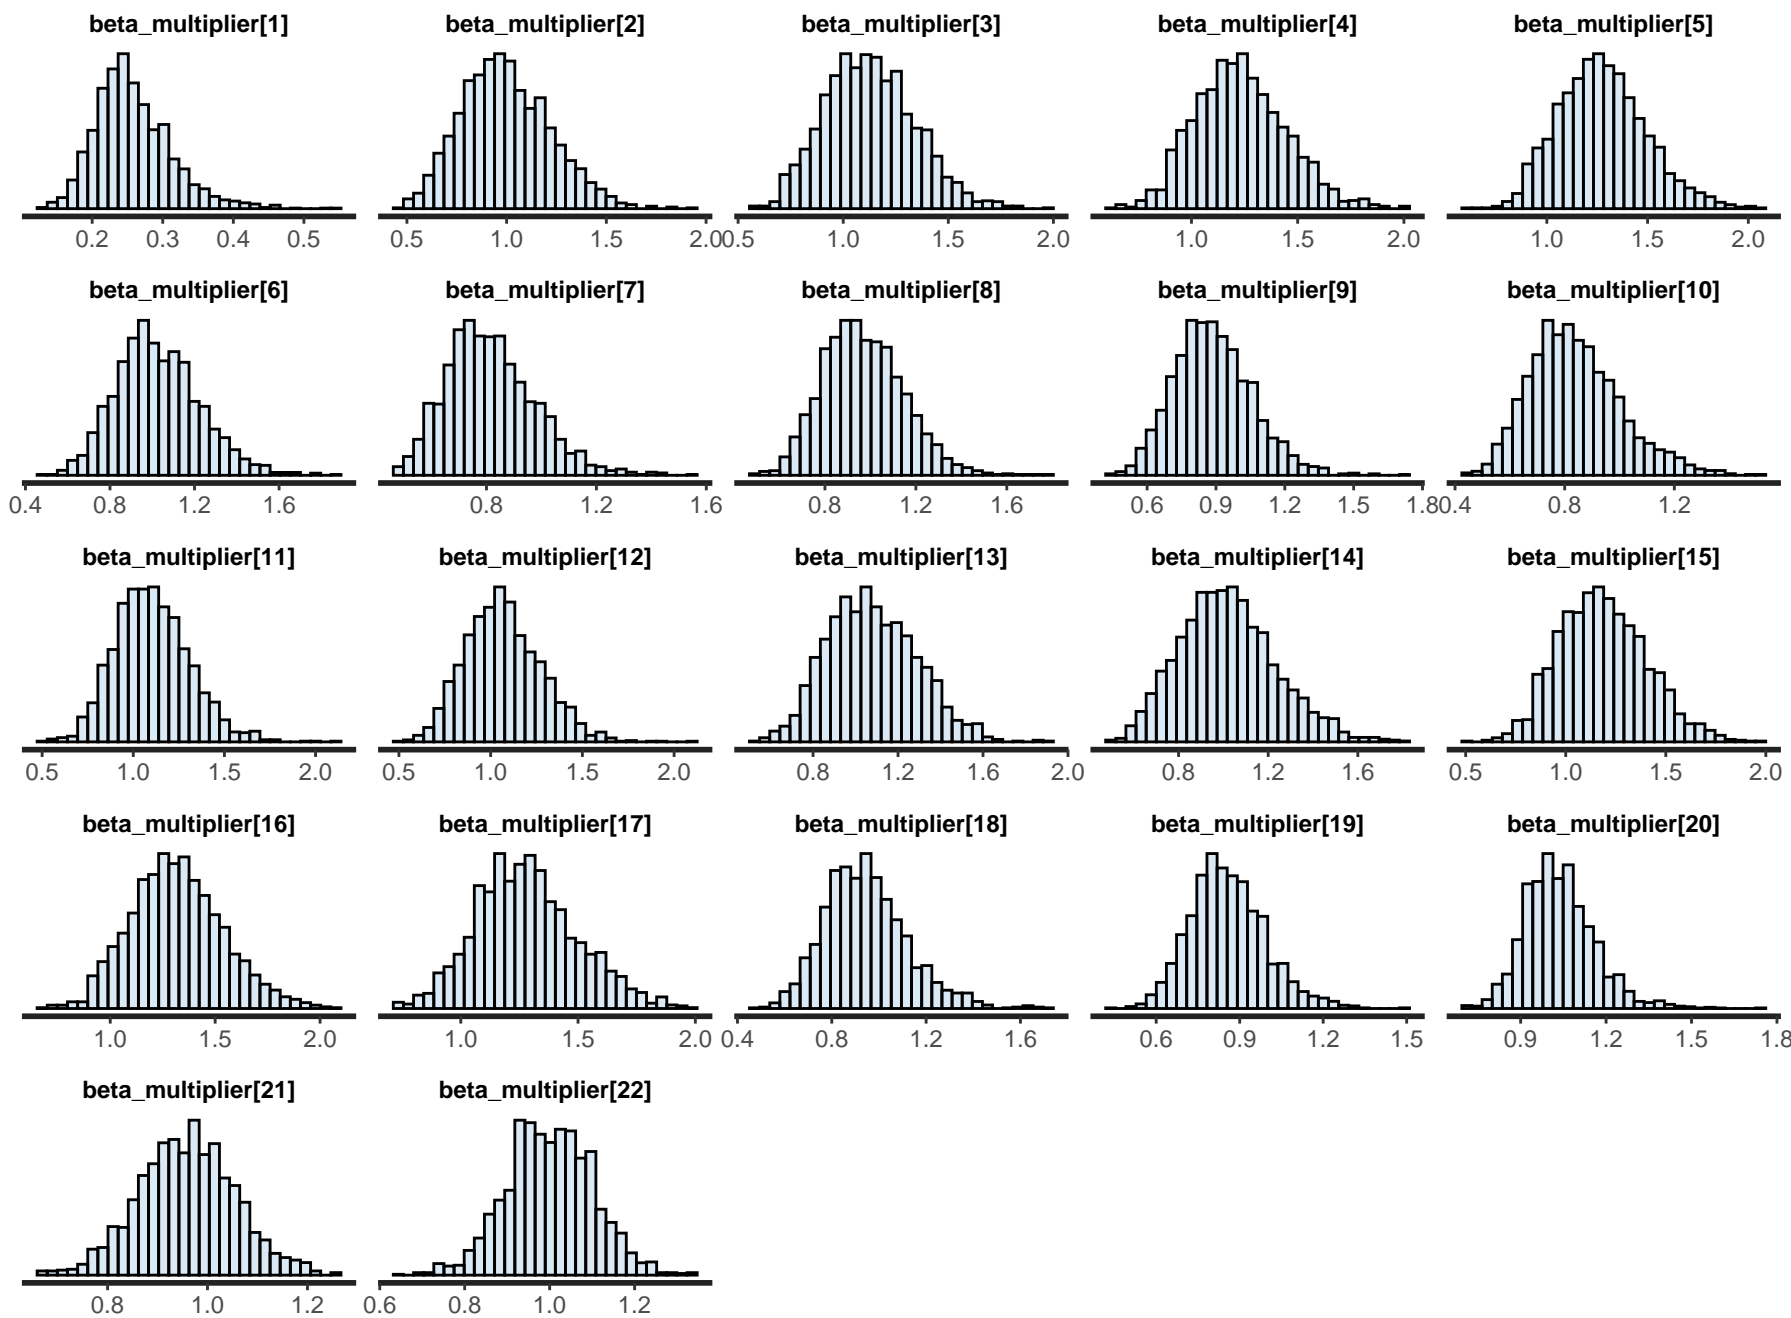 beta_multiplier[1] beta_multiplier[2] beta_multiplier[3] beta_multiplier[4] beta_multiplier[5]
0.2 0.3 0.4 0.5 0.5 1.0 1.5 2.0 0.5 1.0 1.5 2.0 1.0 1.5 2.0 1.0 1.5 2.0
beta_multiplier[6] beta_multiplier[7] beta_multiplier[8] beta_multiplier[9] beta_multiplier[10]
0.4 0.8 1.2 1.6 0.8 1.2 1.6 0.8 1.2 1.6 0.6 0.9 1.2 1.5 1.8 0.4 0.8 1.2
beta_multiplier[11] beta_multiplier[12] beta_multiplier[13] beta_multiplier[14] beta_multiplier[15]
0.5 1.0 1.5 2.0 0.5 1.0 1.5 2.0 0.8 1.2 1.6 2.0 0.8 1.2 1.6 0.5 1.0 1.5 2.0
beta_multiplier[16] beta_multiplier[17] beta_multiplier[18] beta_multiplier[19] beta_multiplier[20]
1.0 1.5 2.0 1.0 1.5 2.0 0.4 0.8 1.2 1.6 0.6 0.9 1.2 1.5 0.9 1.2 1.5 1.8
beta_multiplier[21] beta_multiplier[22]
0.8 1.0 1.2 0.6 0.8 1.0 1.2